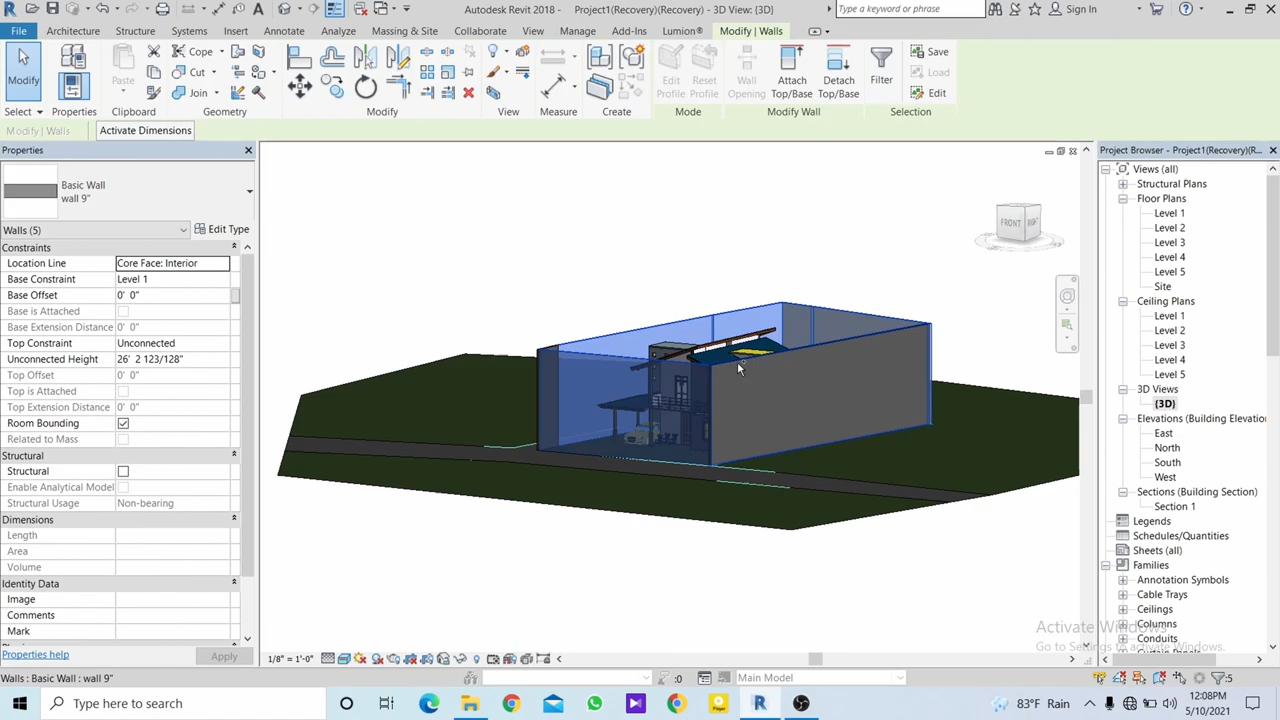 Autodesk Revit 2018 - Project1(Recovery)(Recovery) - 3D View: {3D}
Type a keyword or phrase
Sign In
File Architecture Structure Systems Insert Annotate Analyze Massing & Site Collaborate View Manage Add-Ins Lumion® Modify | Walls
Modify
Paste
Cope
Cut
Join
Edit Profile
Reset Profile
Wall Opening
Attach Top/Base
Detach Top/Base
Filter
Save
Load
Edit
Select Properties Clipboard Geometry Modify View Measure Create Mode Modify Wall Selection
Modify | Walls Activate Dimensions
Properties
Basic Wall
wall 9"
Walls (5) Edit Type
Constraints
Location Line Core Face: Interior
Base Constraint Level 1
Base Offset 0' 0"
Base is Attached
Base Extension Distance 0' 0"
Top Constraint Unconnected
Unconnected Height 26' 2 123/128"
Top Offset 0' 0"
Top is Attached
Top Extension Distance 0' 0"
Room Bounding
Related to Mass
Structural
Structural
Enable Analytical Model
Structural Usage Non-bearing
Dimensions
Length
Area
Volume
Identity Data
Image
Comments
Mark
Properties help Apply
FRONT
RIGHT
Project Browser - Project1(Recovery)(R...
Views (all)
Structural Plans
Floor Plans
Level 1
Level 2
Level 3
Level 4
Level 5
Site
Ceiling Plans
Level 1
Level 2
Level 3
Level 4
Level 5
3D Views
{3D}
Elevations (Building Elevation
East
North
South
West
Sections (Building Section)
Section 1
Legends
Schedules/Quantities
Sheets (all)
Families
Annotation Symbols
Cable Trays
Ceilings
Columns
Conduits
Activate Windows
Go to Settings to activate Windows.
1/8" = 1'-0"
Walls : Basic Wall : wall 9"
:0
Main Model
:5
Type here to search
83°F Rain
12:08PM
5/10/2021